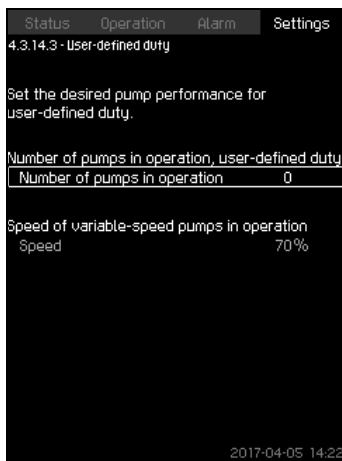 Status Operation Alarm Settings
4.3.14.3 - User-defined duty
Set the desired pump performance for
user-defined duty.
Number of pumps in operation, user-defined duty
Number of pumps in operation 0
Speed of variable-speed pumps in operation
Speed 70%
2017-04-05 14:22